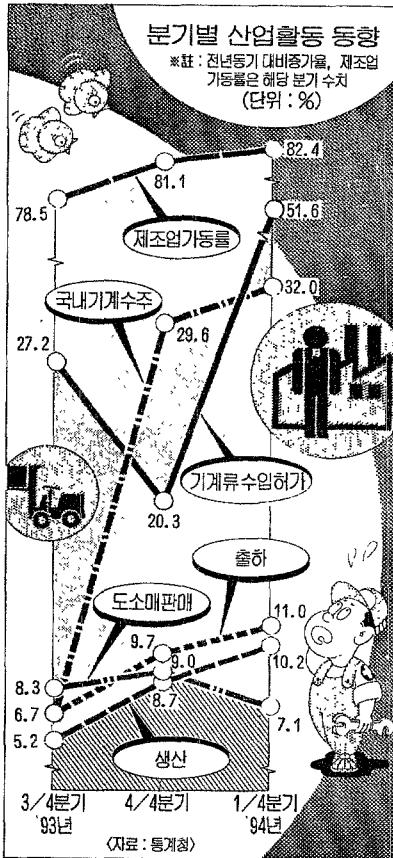 분기별 산업활동 동향
※註 : 전년동기 대비증가율, 제조업
가동률은 해당 분기 수치
(단위 : %)
78.5
81.1
82.4
제조업가동률
51.6
국내기계수주
32.0
29.6
27.2
기계류수입허가
20.3
출하
도소매판매
11.0
9.7
10.2
9.0
8.3
8.7
6.7
7.1
5.2
생산
3/4분기 4/4분기 1/4분기
'93년 '94년
〈자료 : 통계청〉